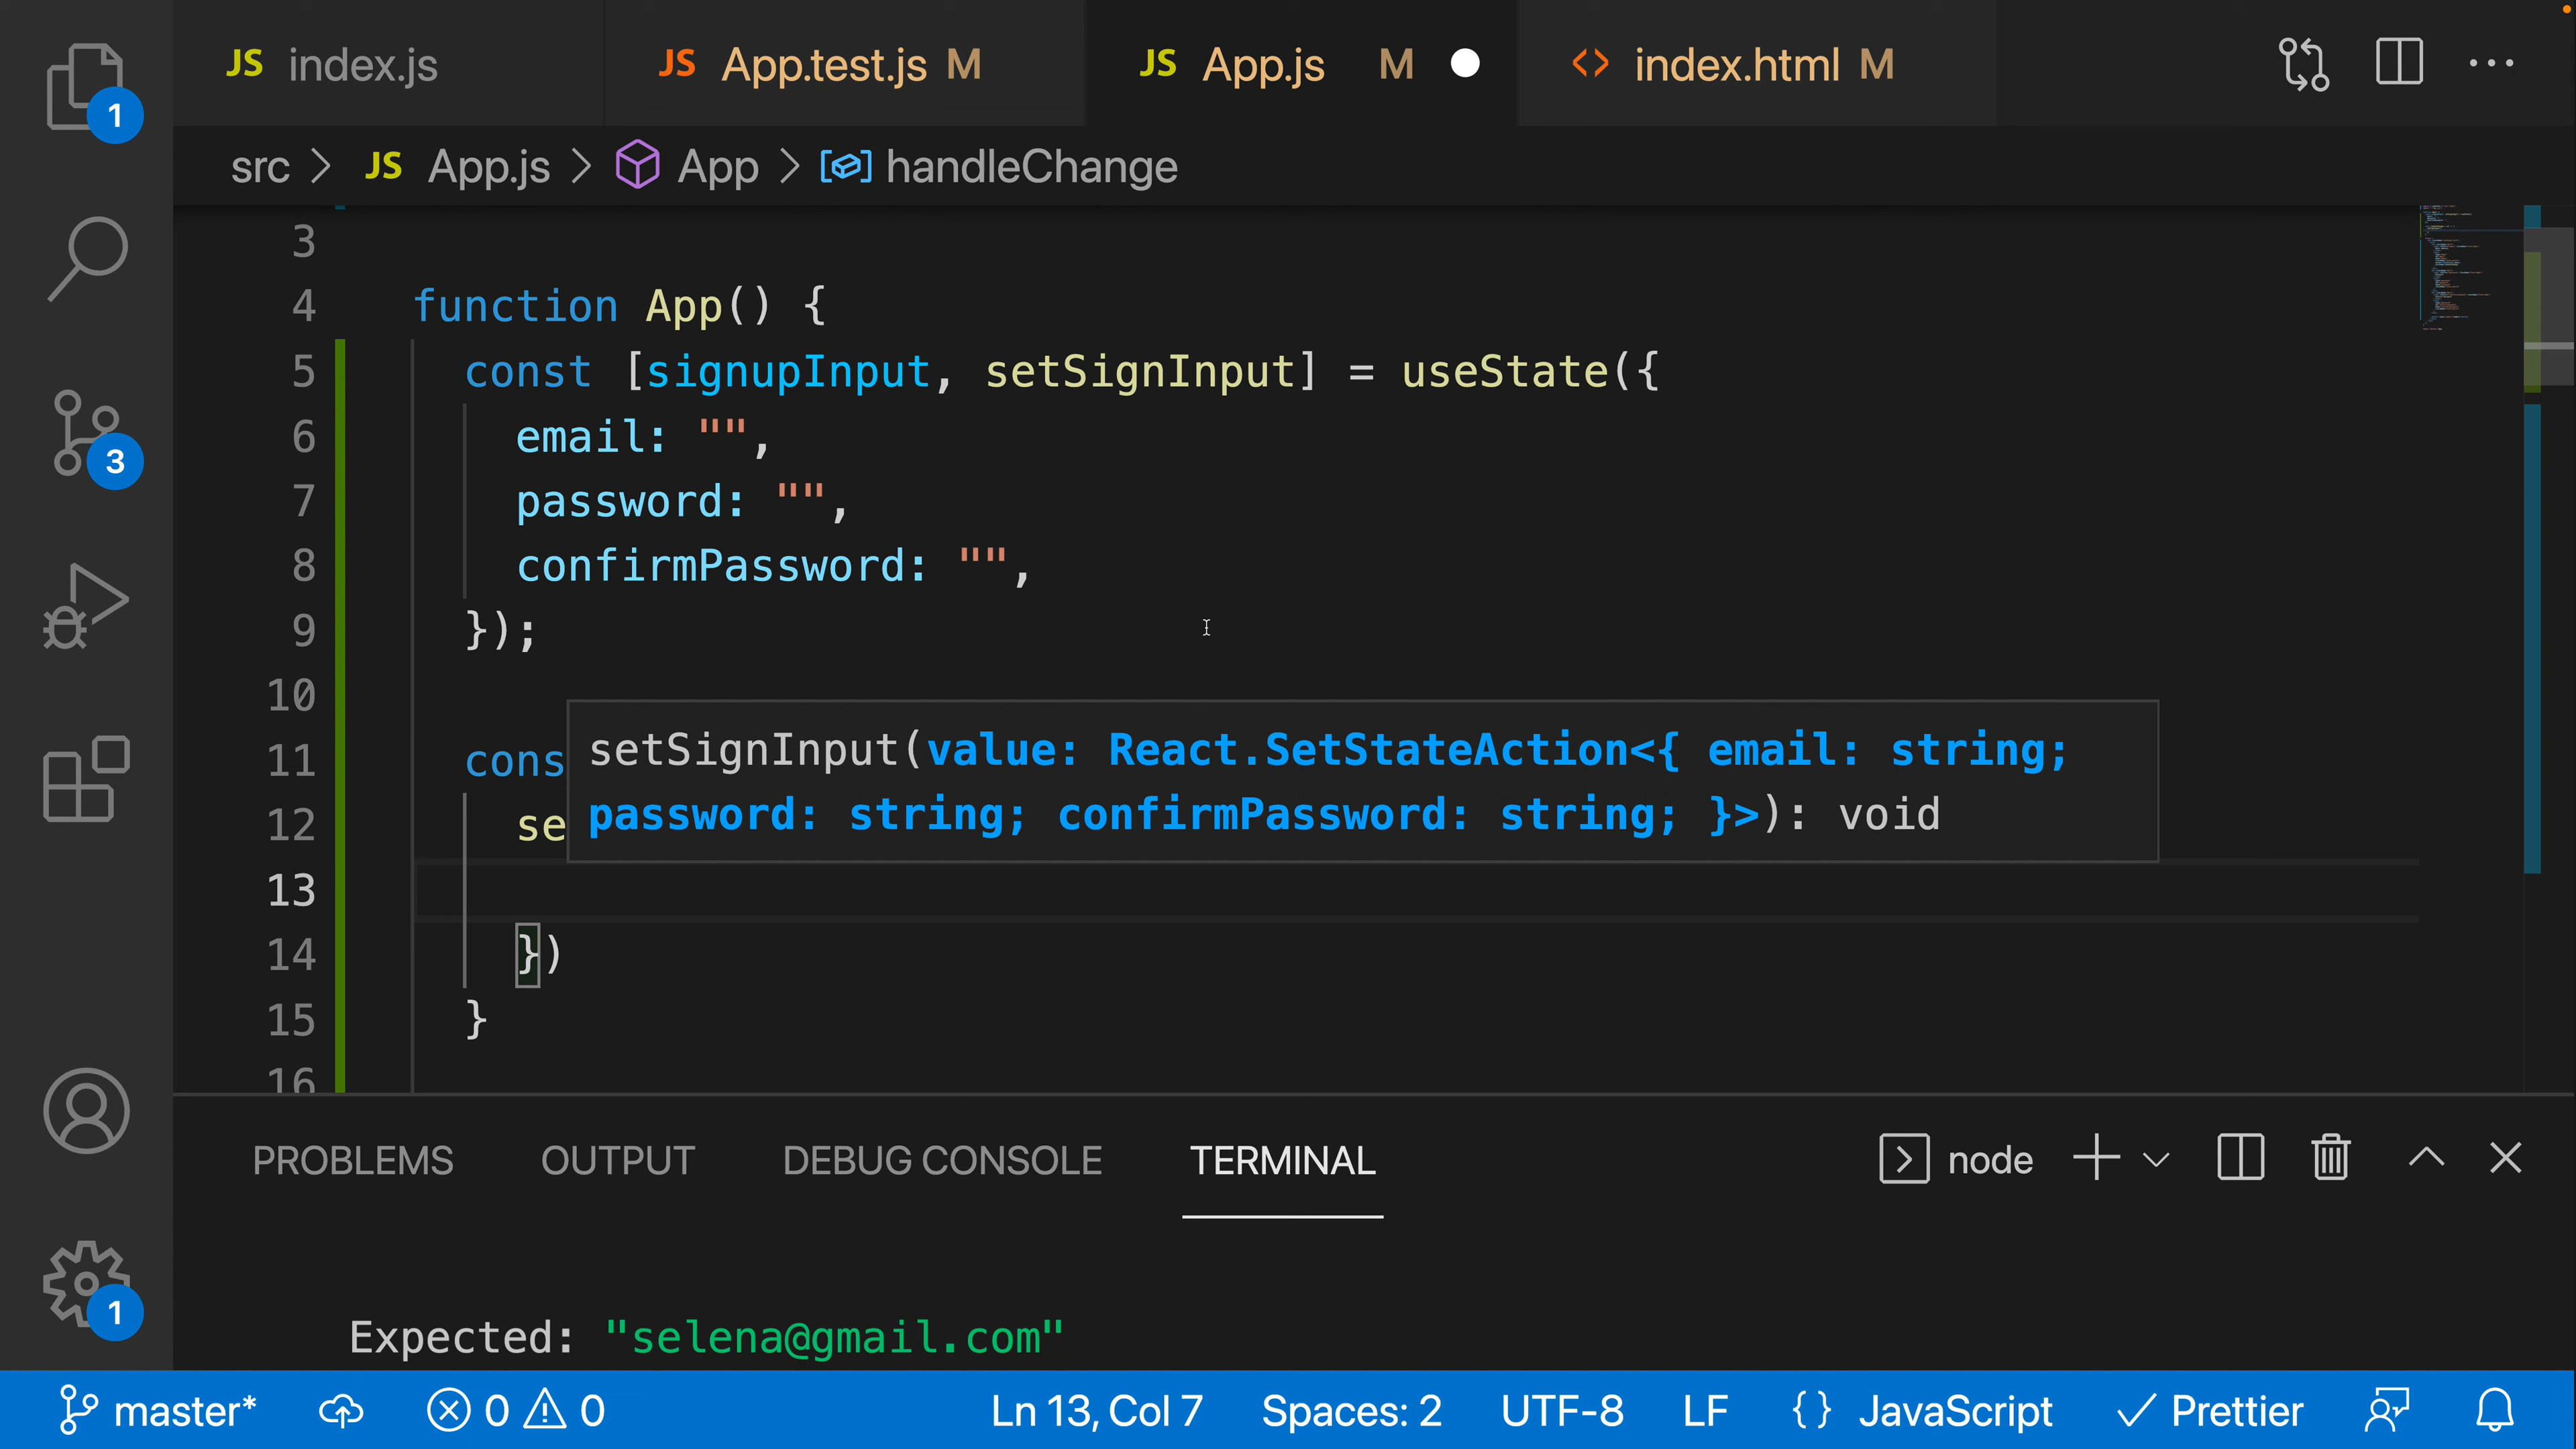 JS index.js JS App.test.js M JS App.js M <> index.html M
1
src > JS App.js > App > handleChange
3
4 function App() {
5 const [signupInput, setSignInput] = useState({
6 email: "",
3
7 password: "",
8 confirmPassword: "",
9 });
10
setSignInput(value: React.SetStateAction<{ email: string;
11 cons
password: string; confirmPassword: string; }>): void
12 se
13
14 })
15 }
16
PROBLEMS OUTPUT DEBUG CONSOLE TERMINAL node
1
Expected: "selena@gmail.com"
master* 0 0 Ln 13, Col 7 Spaces: 2 UTF-8 LF {} JavaScript Prettier